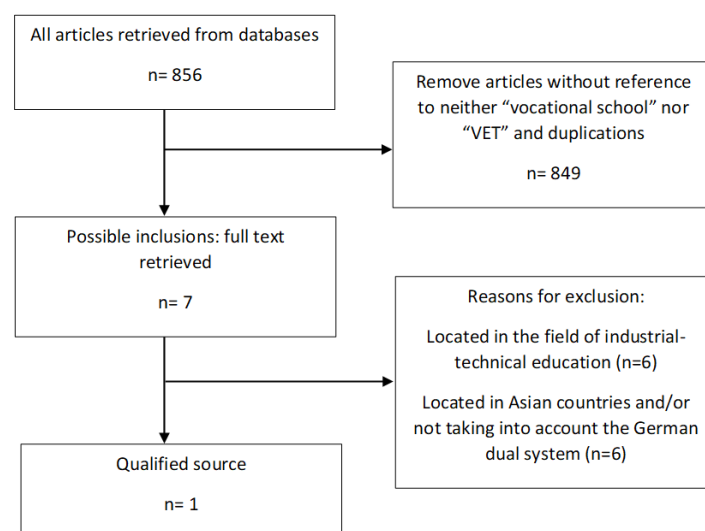 All articles retrieved from databases
n= 856
Remove articles without reference
to neither “vocational school” nor
“VET” and duplications
n= 849
Possible inclusions: full text
retrieved
n= 7
Reasons for exclusion:
Located in the field of industrial-
technical education (n=6)
Located in Asian countries and/or
not taking into account the German
dual system (n=6)
Qualified source
n= 1